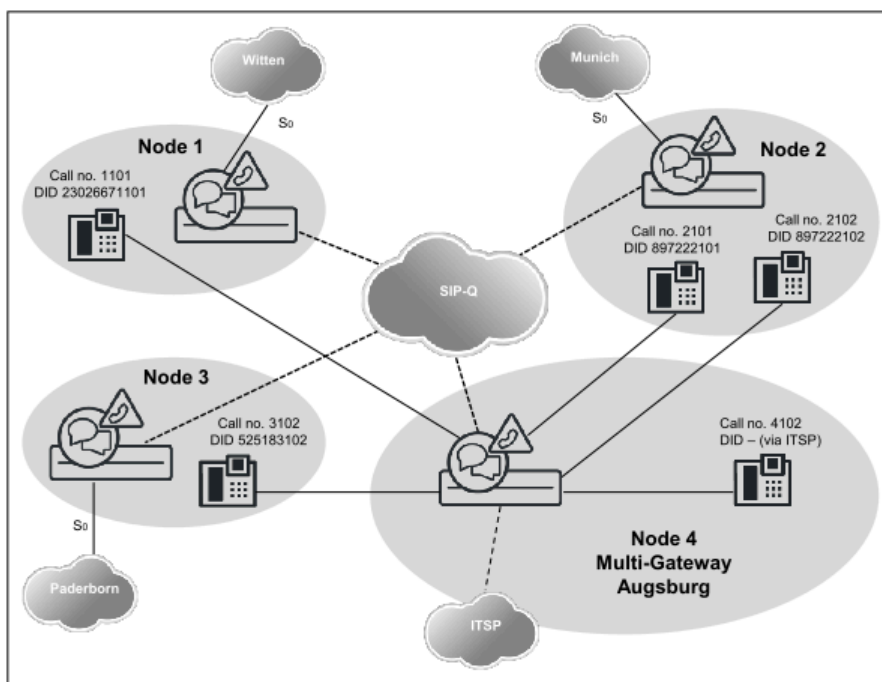 Witten
Munich
S0
S0
Node 1
Call no. 1101
DID 23026671101
Node 2
Call no. 2101
DID 897222101
Call no. 2102
DID 897222102
SIP-Q
Node 3
Call no. 3102
DID 525183102
Call no. 4102
DID – (via ITSP)
S0
Node 4
Multi-Gateway
Augsburg
Paderborn
ITSP